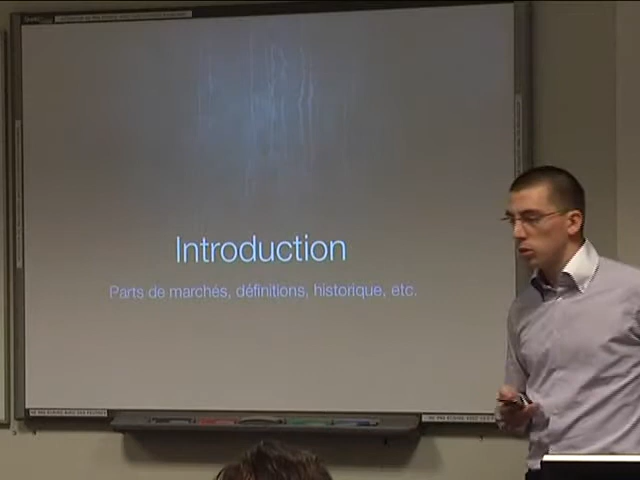 Introduction
Parts de marchés, définitions, historique, etc.